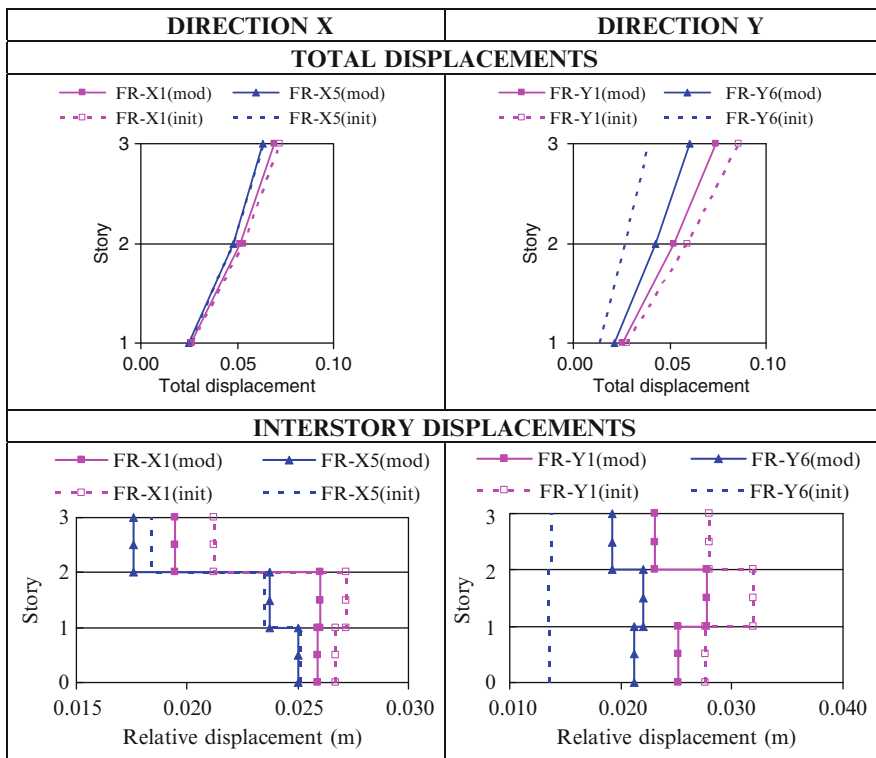 DIRECTION X
DIRECTION Y
TOTAL DISPLACEMENTS
FR-X1(mod) FR-X5(mod)
FR-X1(init) FR-X5(init)
3
2
1
Story
0.00 0.05 0.10
Total displacement
FR-Y1(mod) FR-Y6(mod)
FR-Y1(init) FR-Y6(init)
3
2
1
Story
0.00 0.05 0.10
Total displacement
INTERSTORY DISPLACEMENTS
FR-X1(mod) FR-X5(mod)
FR-X1(init) FR-X5(init)
3
2
1
0
Story
0.015 0.020 0.025 0.030
Relative displacement (m)
FR-Y1(mod) FR-Y6(mod)
FR-Y1(init) FR-Y6(init)
3
2
1
0
Story
0.010 0.020 0.030 0.040
Relative displacement (m)